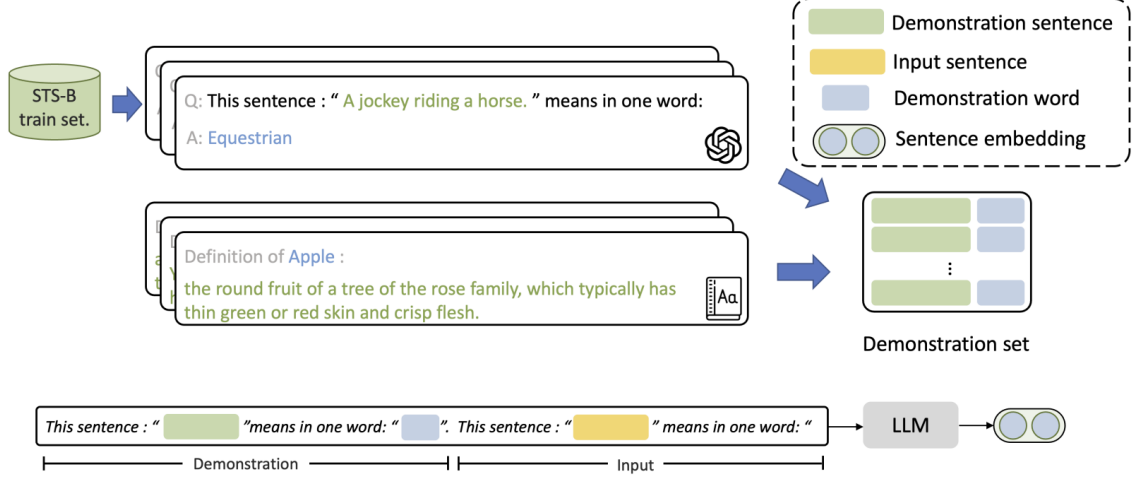 STS-B
train set.
Q: This sentence : “ A jockey riding a horse. ” means in one word:
A: Equestrian
Definition of Apple :
the round fruit of a tree of the rose family, which typically has
thin green or red skin and crisp flesh.
Aa
Demonstration sentence
Input sentence
Demonstration word
Sentence embedding
...
Demonstration set
This sentence : “ ”means in one word: “ ”. This sentence : “ ” means in one word: “
Demonstration
Input
LLM